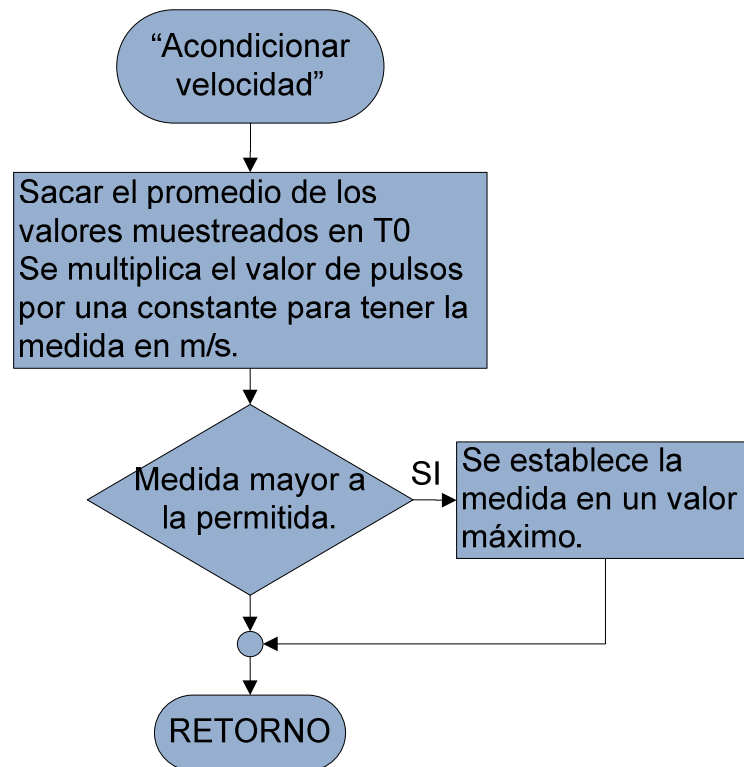 “Acondicionar
velocidad”
Sacar el promedio de los
valores muestreados en T0
Se multiplica el valor de pulsos
por una constante para tener la
medida en m/s.
Medida mayor a
la permitida.
SI
Se establece la
medida en un valor
máximo.
RETORNO